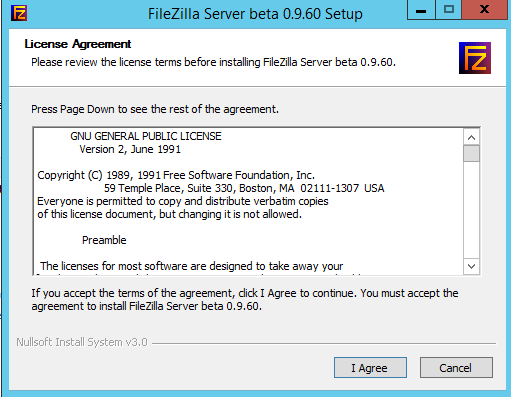 FileZilla Server beta 0.9.60 Setup
License Agreement
Please review the license terms before installing FileZilla Server beta 0.9.60.
Press Page Down to see the rest of the agreement.
GNU GENERAL PUBLIC LICENSE
Version 2, June 1991
Copyright (C) 1989, 1991 Free Software Foundation, Inc.
59 Temple Place, Suite 330, Boston, MA  02111-1307  USA
Everyone is permitted to copy and distribute verbatim copies
of this license document, but changing it is not allowed.
Preamble
The licenses for most software are designed to take away your
If you accept the terms of the agreement, click I Agree to continue. You must accept the
agreement to install FileZilla Server beta 0.9.60.
Nullsoft Install System v3.0
I Agree
Cancel